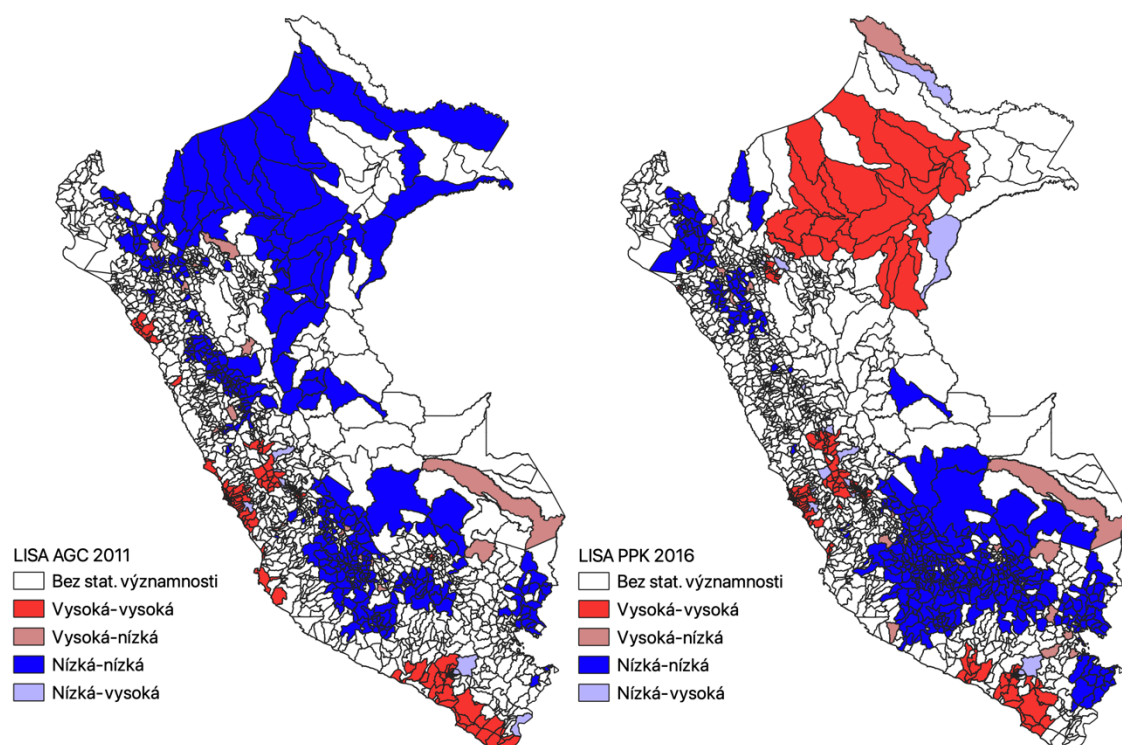 LISA AGC 2011
Bez stat. významnosti
Vysoká-vysoká
Vysoká-nízká
Nízká-nízká
Nízká-vysoká
LISA PPK 2016
Bez stat. významnosti
Vysoká-vysoká
Vysoká-nízká
Nízká-nízká
Nízká-vysoká